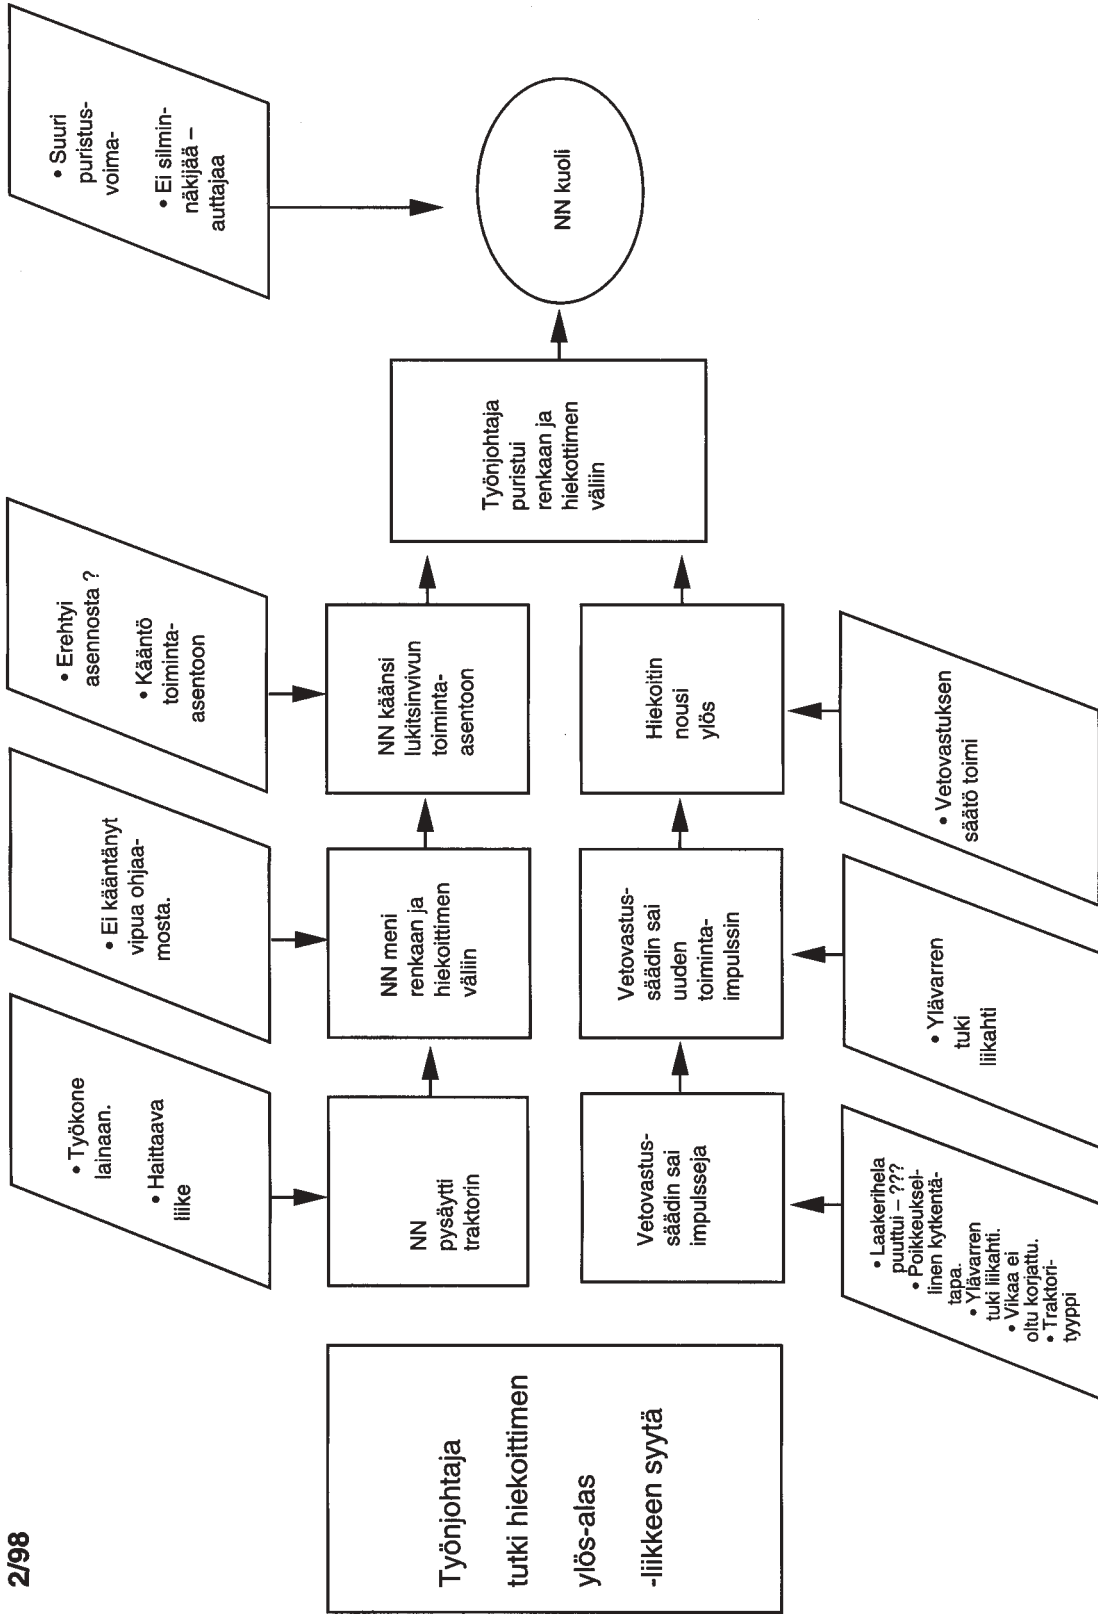 2/98
Työnjohtaja
tutki hiekoittimen
ylös-alas
-liikkeen syytä
• Työkone
lainaan.
• Haittaava
liike
NN
pysäytti
traktorin
• Ei kääntänyt
vipua ohjaa-
mosta.
NN meni
renkaan ja
hiekoittimen
väliin
• Erehtyi
asennosta ?
• Kääntö
toiminta-
asentoon
NN käänsi
lukitsinvivun
toiminta-
asentoon
Vetovastus-
säädin sai
impulsseja
• Laakerihela
puuttui – ???
• Poikkeuksel-
linen kytkentä-
tapa.
• Ylävarren
tuki liikahti.
• Vikaa ei
oltu korjattu.
• Traktori-
tyyppi
Vetovastus-
säädin sai
uuden
toiminta-
impulssin
• Ylävarren
tuki
liikahti
Hiekoitin
nousi
ylös
• Vetovastuksen
säätö toimi
Työnjohtaja
puristui
renkaan ja
hiekottimen
väliin
• Suuri
puristus-
voima-
• Ei silmin-
näkijää –
auttajaa
NN kuoli